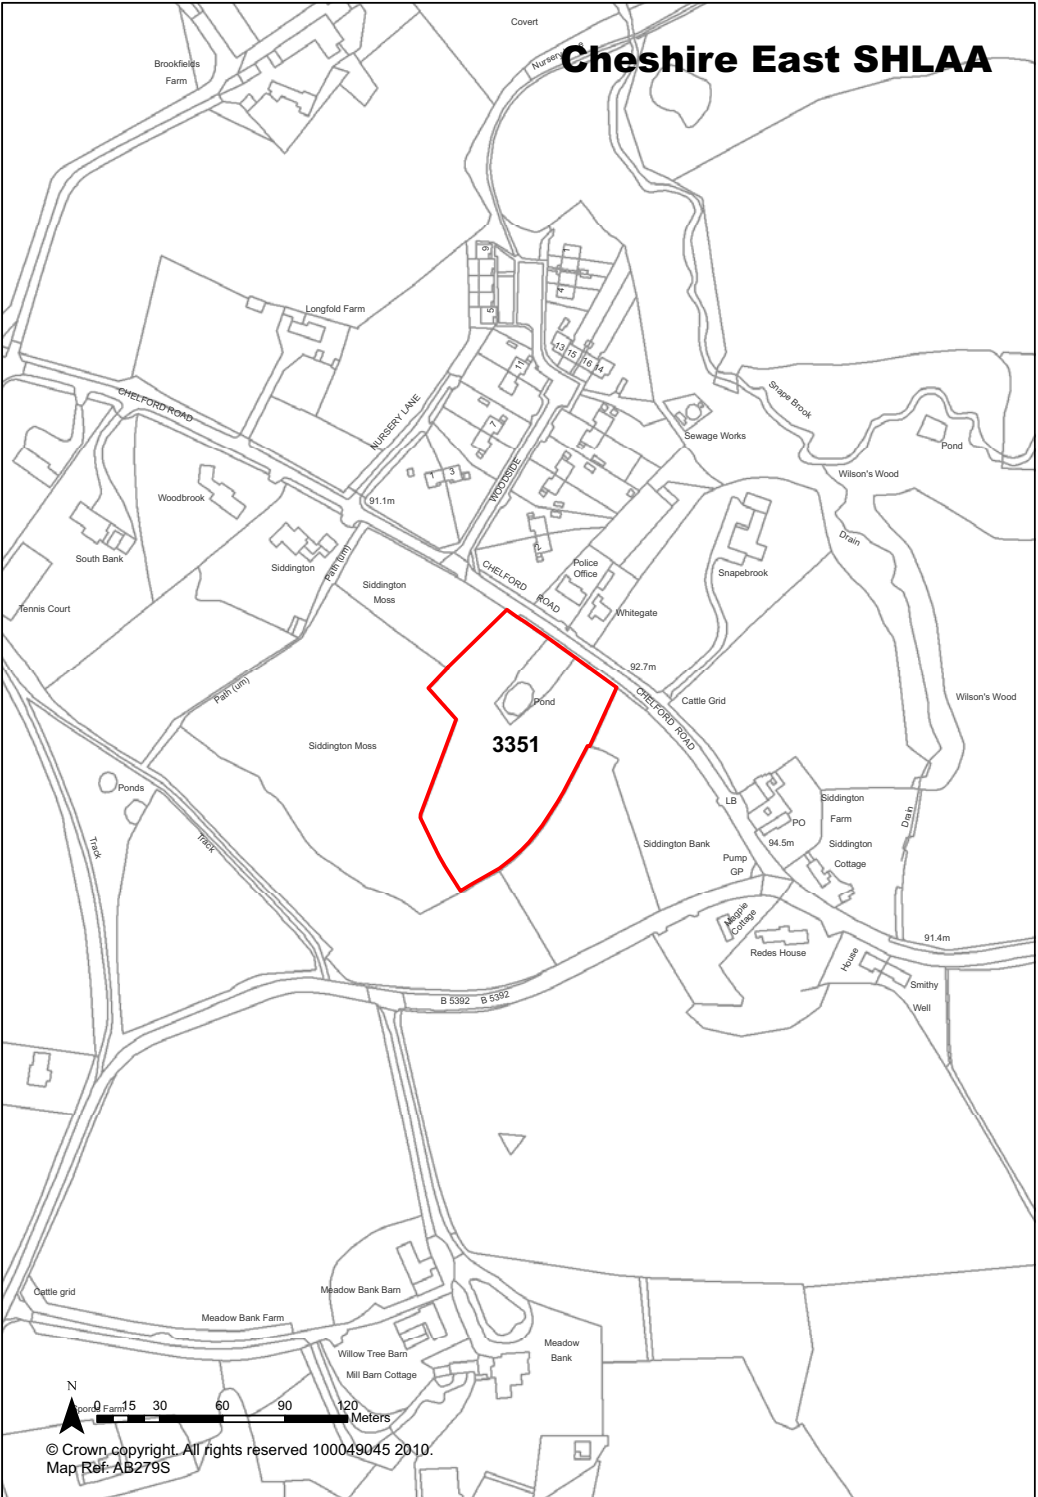 Covert
Cheshire East SHLAA
Brookfields
Farm
9
1
4
5
Longfold Farm
13
15
16
14
11
CHELFORD ROAD
NURSERY LANE
Snape Brook
7
Sewage Works
Pond
1
3
WOODSIDE
Wilson's Wood
Woodbrook
91.1m
Drain
South Bank
Siddington
Path (um)
2
CHELFORD ROAD
Police
Office
Snapebrook
Siddington
Moss
Tennis Court
Whitegate
92.7m
Path (um)
Pond
CHELFORD ROAD
Cattle Grid
Wilson's Wood
Siddington Moss
3351
Ponds
LB
Siddington
Farm
PO
Drain
Track
Track
Siddington Bank
94.5m
Siddington
Cottage
Pump
GP
Magpie
Cottage
91.4m
Redes House
House
Smithy
Well
B 5392
B 5392
Cattle grid
Meadow Bank Barn
Meadow Bank Farm
Willow Tree Barn
Mill Barn Cottage
Meadow
Bank
N
Farm
0 15 30 60 90 120
Meters
© Crown copyright. All rights reserved 100049045 2010.
Map Ref: AB279S